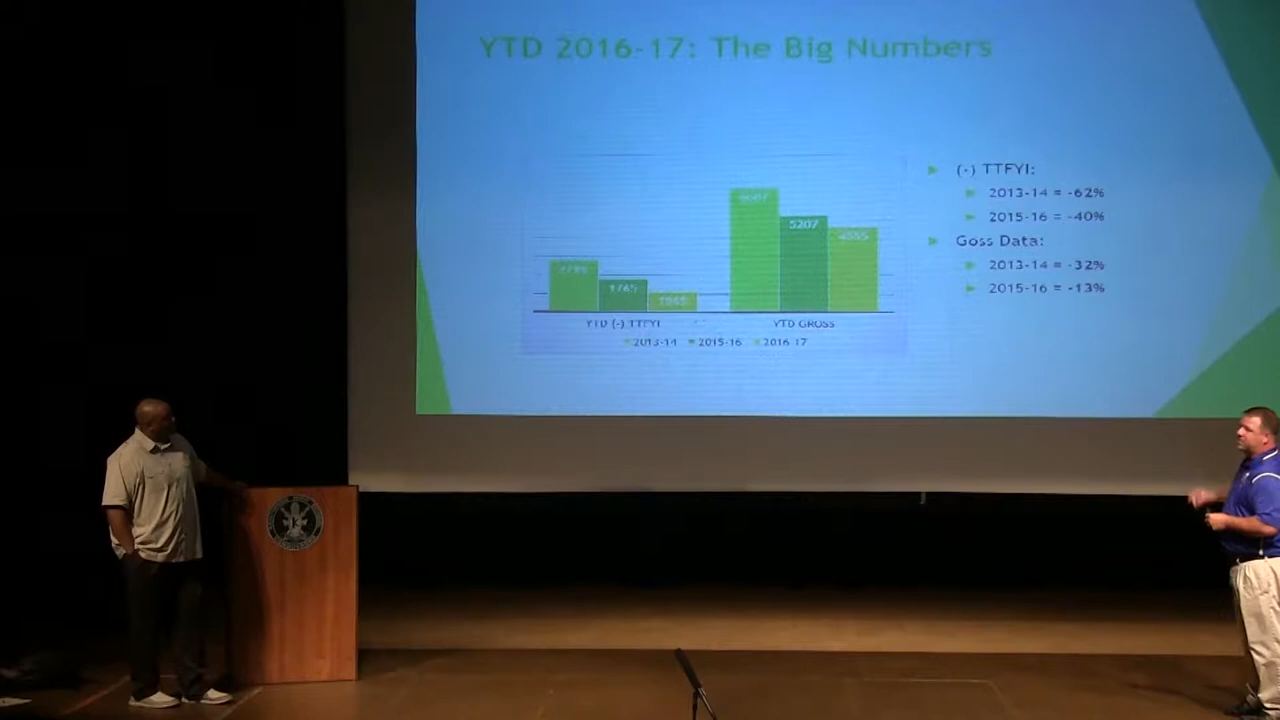 YTD 2016-17: The Big Numbers
(-) TTFYI:
2013-14 = -62%
2015-16 = -40%
Goss Data:
2013-14 = -32%
2015-16 = -13%
5207
1765
YTD (-) TTFYI
YTD GROSS
2013-14
2015-16
2016-17